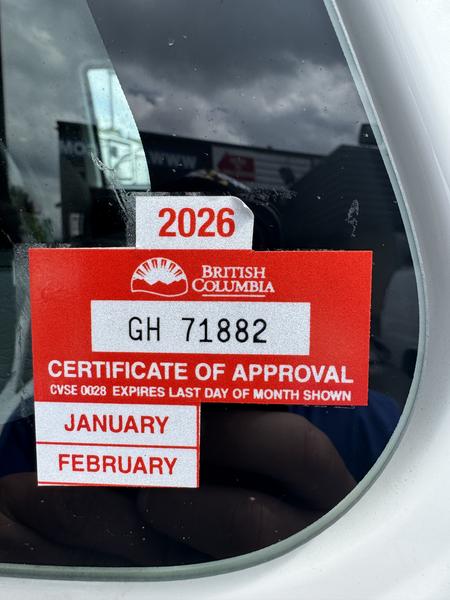 2026
BRITISH
COLUMBIA
GH 71882
CERTIFICATE OF APPROVAL
CVSE 0028 EXPIRES LAST DAY OF MONTH SHOWN
JANUARY
FEBRUARY